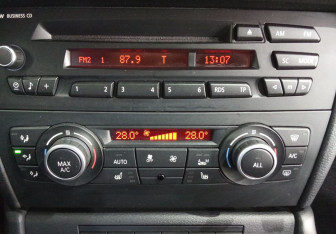 BUSINESS CD
AM FM
FM2 1 87.9 T 13:07
SC MODE
1 2 3 4 5 6 RDS TP
28.0° 28.0°
MAX A/C AUTO ALL A/C